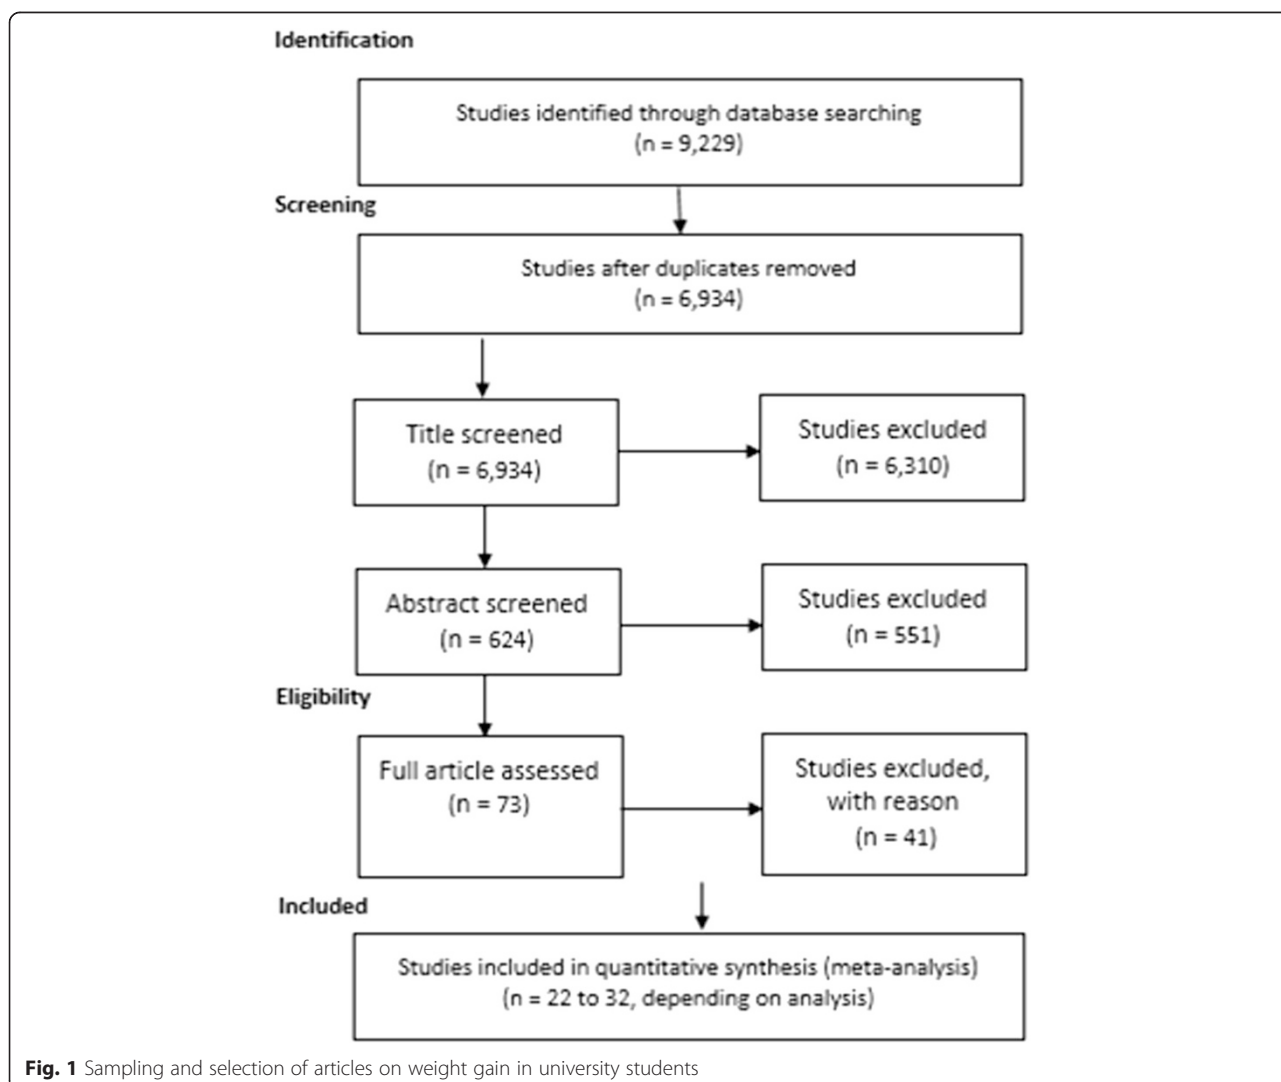 Identification
Studies identified through database searching
(n = 9,229)
Screening
Studies after duplicates removed
(n = 6,934)
Title screened
(n = 6,934)
Studies excluded
(n = 6,310)
Abstract screened
(n = 624)
Studies excluded
(n = 551)
Eligibility
Full article assessed
(n = 73)
Studies excluded,
with reason
(n = 41)
Included
Studies included in quantitative synthesis (meta-analysis)
(n = 22 to 32, depending on analysis)
Fig. 1 Sampling and selection of articles on weight gain in university students